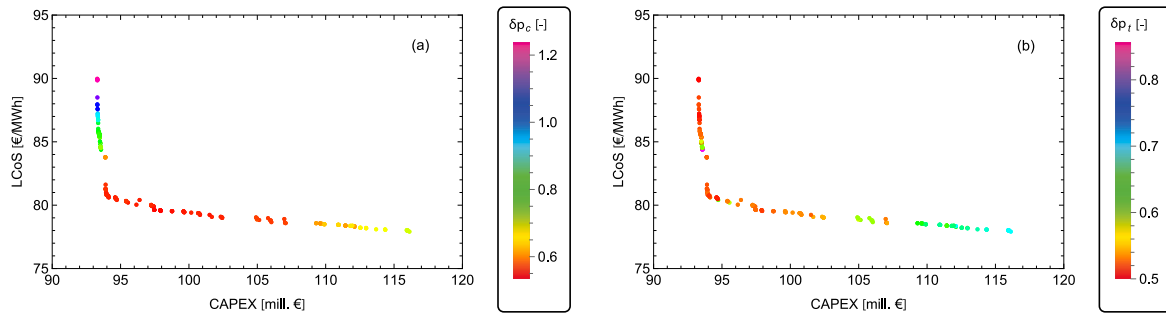 (a)
95
90
85
80
75
LCoS [€/MWh]
90 95 100 105 110 115 120
CAPEX [mill. €]
δpc [-]
1.2
1.0
0.8
0.6
(b)
95
90
85
80
75
LCoS [€/MWh]
90 95 100 105 110 115 120
CAPEX [mill. €]
δpt [-]
0.8
0.7
0.6
0.5